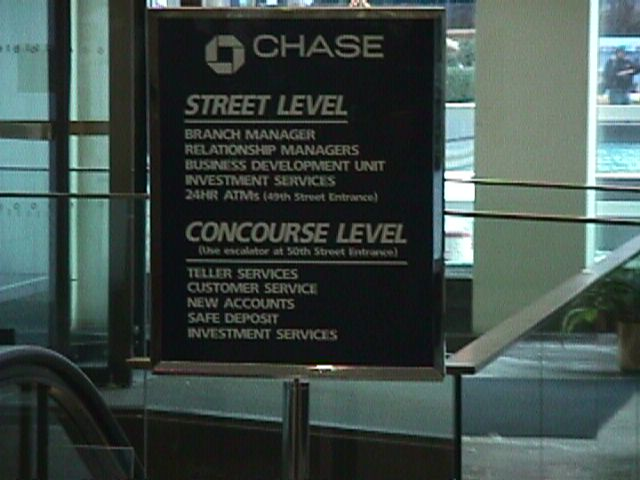 CHASE
STREET LEVEL
BRANCH MANAGER
RELATIONSHIP MANAGERS
BUSINESS DEVELOPMENT UNIT
INVESTMENT SERVICES
24HR ATMs (49th Street Entrance)
CONCOURSE LEVEL
(Use escalator at 50th Street Entrance)
TELLER SERVICES
CUSTOMER SERVICE
NEW ACCOUNTS
SAFE DEPOSIT
INVESTMENT SERVICES